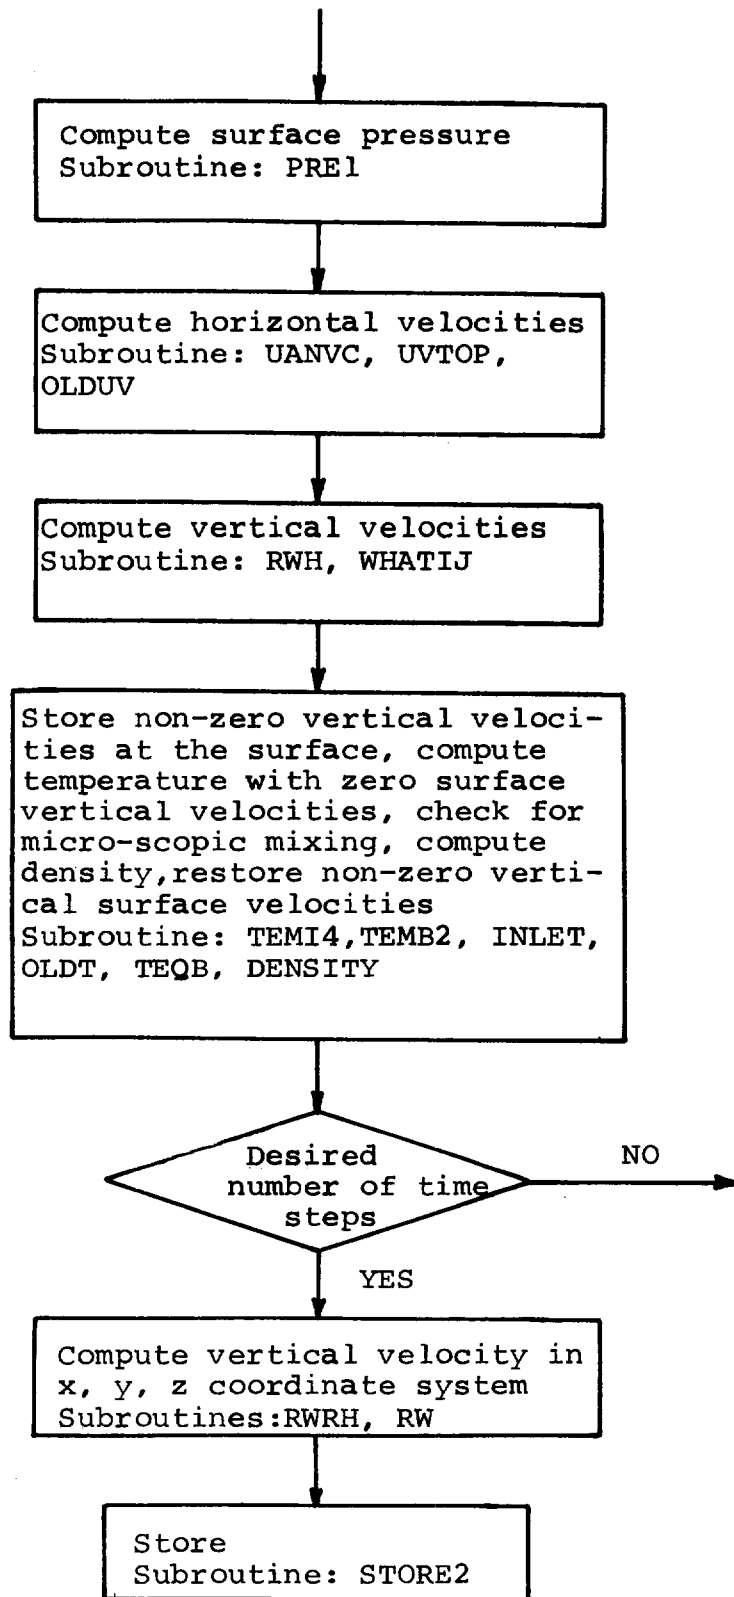 Compute surface pressure
Subroutine: PRE1
Compute horizontal velocities
Subroutine: UANVC, UVTOP,
OLDUV
Compute vertical velocities
Subroutine: RWH, WHATIJ
Store non-zero vertical veloci-
ties at the surface, compute
temperature with zero surface
vertical velocities, check for
micro-scopic mixing, compute
density,restore non-zero verti-
cal surface velocities
Subroutine: TEMI4,TEMB2, INLET,
OLDT, TEQB, DENSITY
Desired
number of time
steps
NO
YES
Compute vertical velocity in
x, y, z coordinate system
Subroutines:RWRH, RW
Store
Subroutine: STORE2